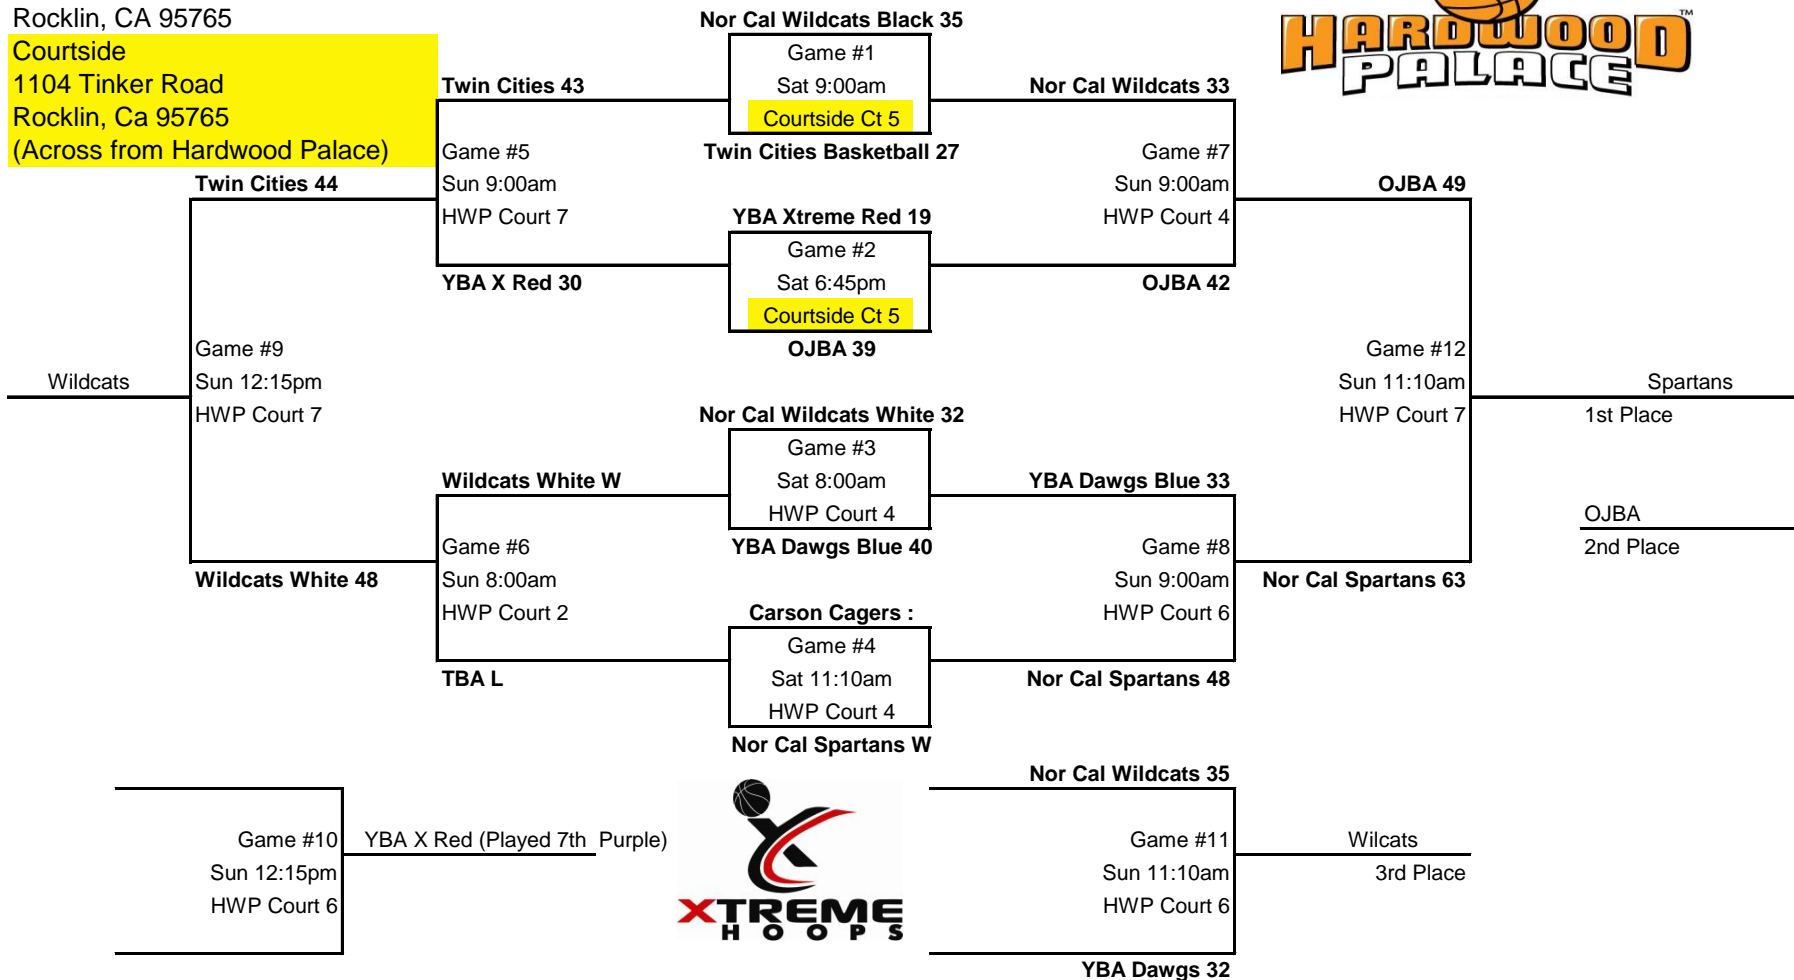 Rocklin, CA 95765
Courtside
1104 Tinker Road
Rocklin, Ca 95765
(Across from Hardwood Palace)
HARDWOOD
PALACE
TM
Nor Cal Wildcats Black 35
Game #1
Sat 9:00am
Courtside Ct 5
Twin Cities Basketball 27
Twin Cities 43
Game #5
Sun 9:00am
HWP Court 7
YBA X Red 30
YBA Xtreme Red 19
Game #2
Sat 6:45pm
Courtside Ct 5
OJBA 39
Nor Cal Wildcats 33
Game #7
Sun 9:00am
HWP Court 4
OJBA 42
Twin Cities 44
Game #9
Sun 12:15pm
HWP Court 7
Wildcats White 48
Wildcats
OJBA 49
Game #12
Sun 11:10am
HWP Court 7
Nor Cal Spartans 63
Spartans
1st Place
OJBA
2nd Place
Nor Cal Wildcats White 32
Game #3
Sat 8:00am
HWP Court 4
YBA Dawgs Blue 40
Wildcats White W
Game #6
Sun 8:00am
HWP Court 2
TBA L
Carson Cagers :
Game #4
Sat 11:10am
HWP Court 4
Nor Cal Spartans W
YBA Dawgs Blue 33
Game #8
Sun 9:00am
HWP Court 6
Nor Cal Spartans 48
Game #10
Sun 12:15pm
HWP Court 6
YBA X Red (Played 7th Purple)
XTREME
HOOPS
Nor Cal Wildcats 35
Game #11
Sun 11:10am
HWP Court 6
YBA Dawgs 32
Wilcats
3rd Place